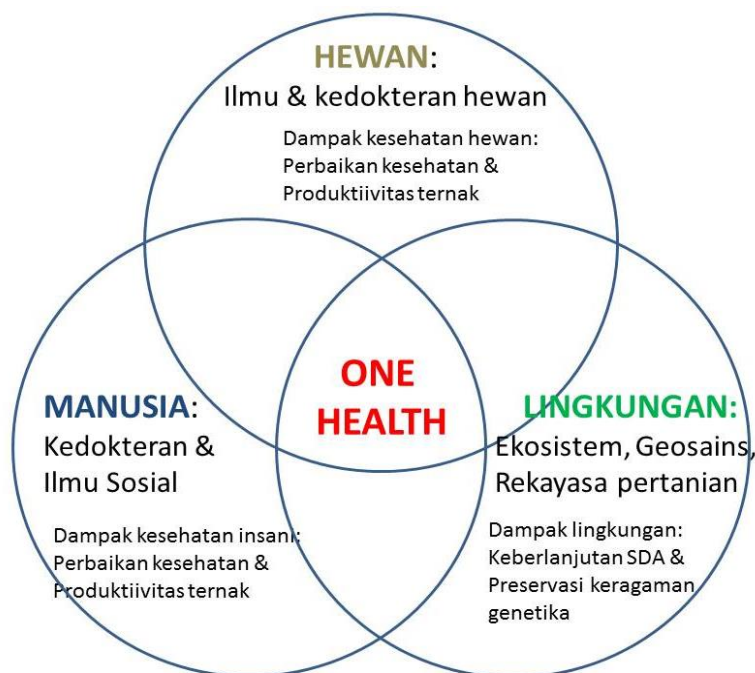 HEWAN:
Ilmu & kedokteran hewan
Dampak kesehatan hewan:
Perbaikan kesehatan &
Produktiivitas ternak
ONE
HEALTH
MANUSIA:
Kedokteran &
Ilmu Sosial
Dampak kesehatan insani:
Perbaikan kesehatan &
Produktiivitas ternak
LINGKUNGAN:
Ekosistem, Geosains,
Rekayasa pertanian
Dampak lingkungan:
Keberlanjutan SDA &
Preservasi keragaman
genetika